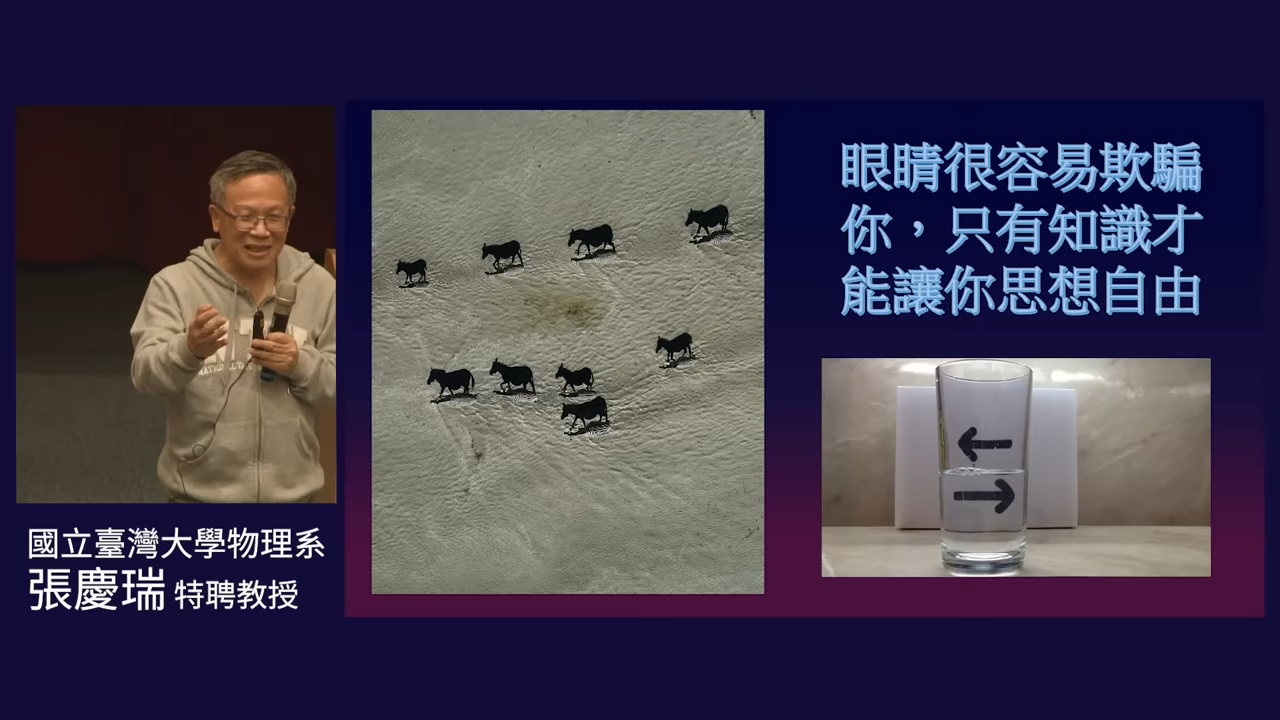 眼睛很容易欺騙
你，只有知識才
能讓你思想自由
國立臺灣大學物理系
張慶瑞 特聘教授